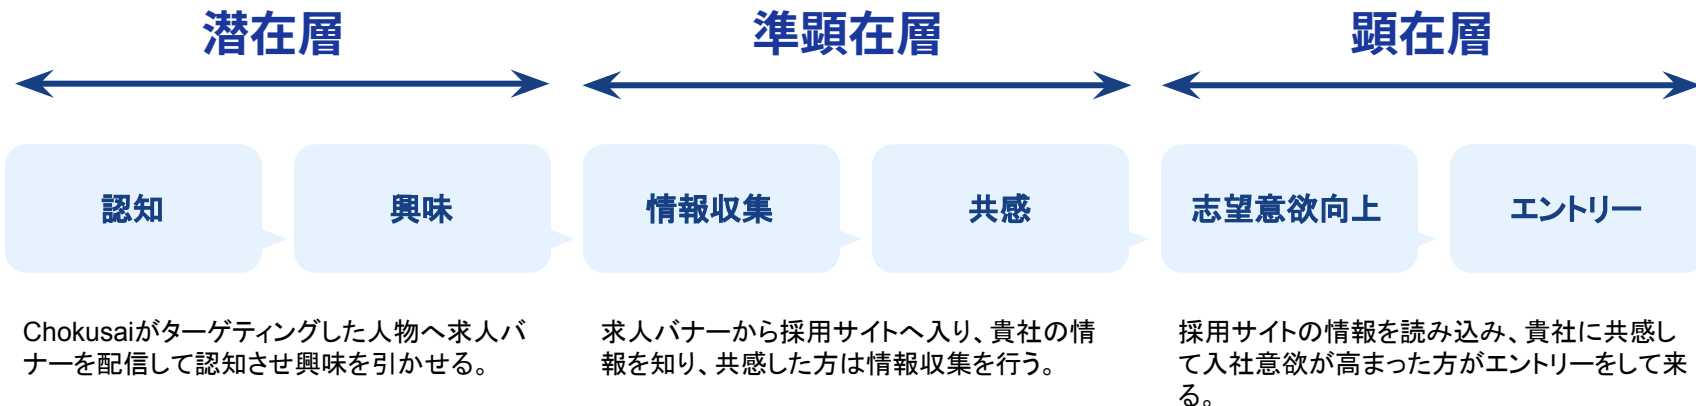 潜在層
準顕在層
顕在層
認知
興味
情報収集
共感
志望意欲向上
エントリー
Chokusaiがターゲティングした人物へ求人バ
ナーを配信して認知させ興味を引かせる。
求人バナーから採用サイトへ入り、貴社の情
報を知り、共感した方は情報収集を行う。
採用サイトの情報を読み込み、貴社に共感し
て入社意欲が高まった方がエントリーをして来
る。